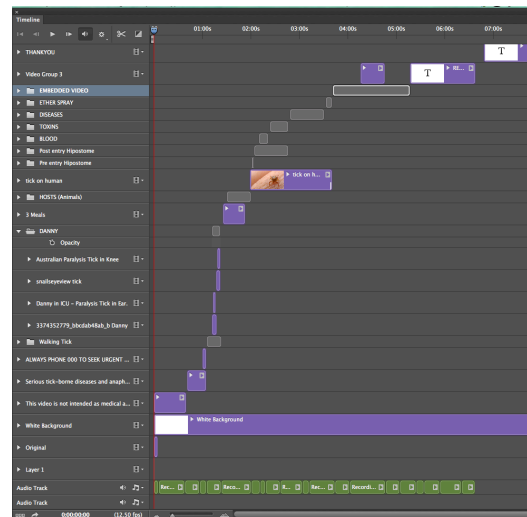 Timeline
01:00s 02:00s 03:00s 04:00s 05:00s 06:00s 07:00s
THANKYOU
T
Video Group 3
T RE...
EMBEDDED VIDEO
ETHER SPRAY
DISEASES
TOXINS
BLOOD
Post entry Hipostome
Pre entry Hipostome
tick on human
tick on h...
HOSTS (Animals)
3 Meals
DANNY
Opacity
Australian Paralysis Tick in Knee
snailseyeview tick
Danny in ICU - Paralysis Tick in Ear.
3374352779_bbcdab48ab_b Danny
Walking Tick
ALWAYS PHONE 000 TO SEEK URGENT ...
Serious tick-borne diseases and anaph...
This video is not intended as medical a...
White Background
White Background
Original
Layer 1
Audio Track
Rec... Reco... R... Rec... Recordi...
Audio Track
0:00:00:00 (12.50 fps)